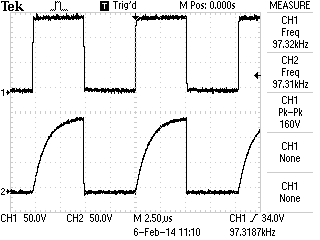 Tek T Trig'd M Pos: 0.000s MEASURE
CH1
Freq
97.32kHz
CH2
Freq
97.31kHz
CH1
Pk-Pk
160V
CH1
None
CH1
None
1
2
CH1 50.0V CH2 50.0V M 2.50µs CH1 / 34.0V
6-Feb-14 11:10 97.3187kHz